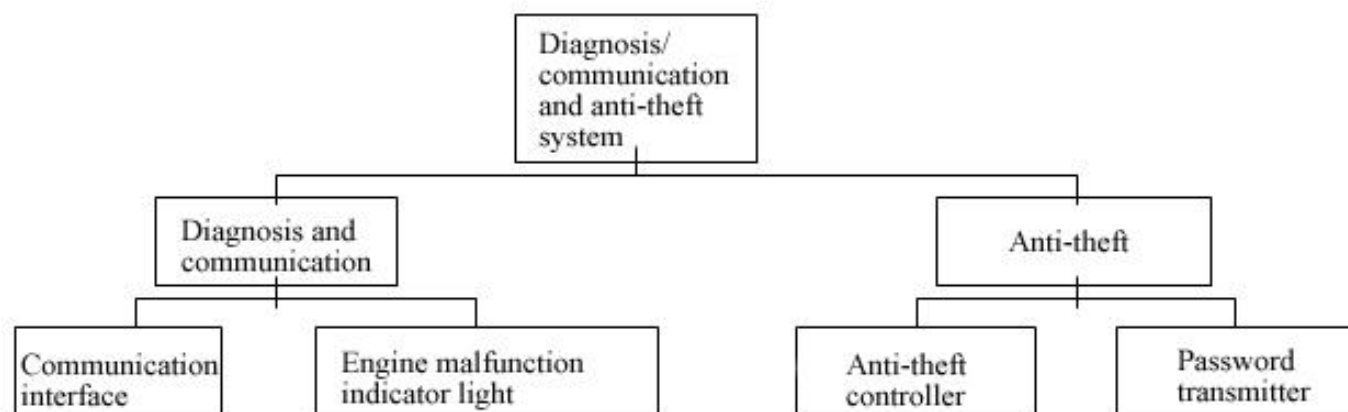 Diagnosis/
communication
and anti-theft
system
Diagnosis and
communication
Anti-theft
Communication
interface
Engine malfunction
indicator light
Anti-theft
controller
Password
transmitter